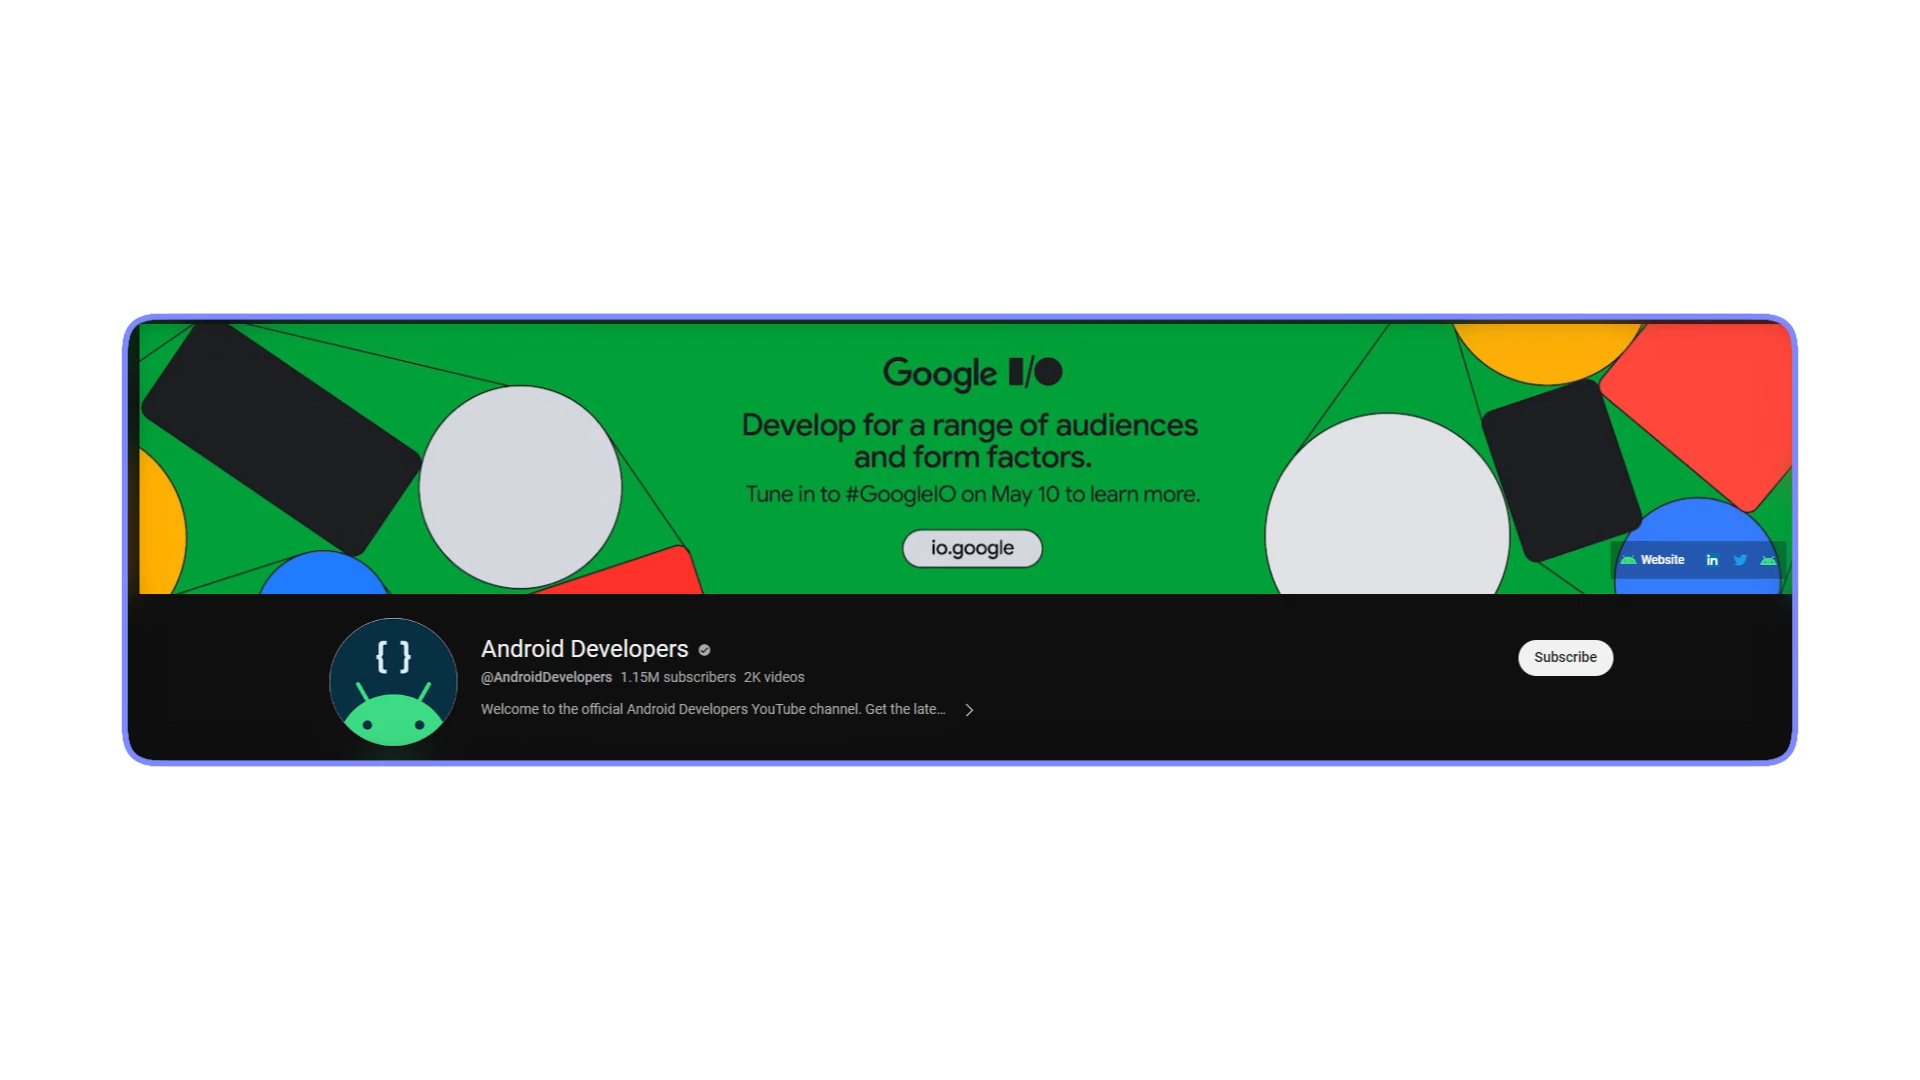 Google I/O
Develop for a range of audiences
and form factors.
Tune in to #GoogleIO on May 10 to learn more.
io.google
Website
in
{ }
Android Developers
@AndroidDevelopers 1.15M subscribers 2K videos
Subscribe
Welcome to the official Android Developers YouTube channel. Get the late...